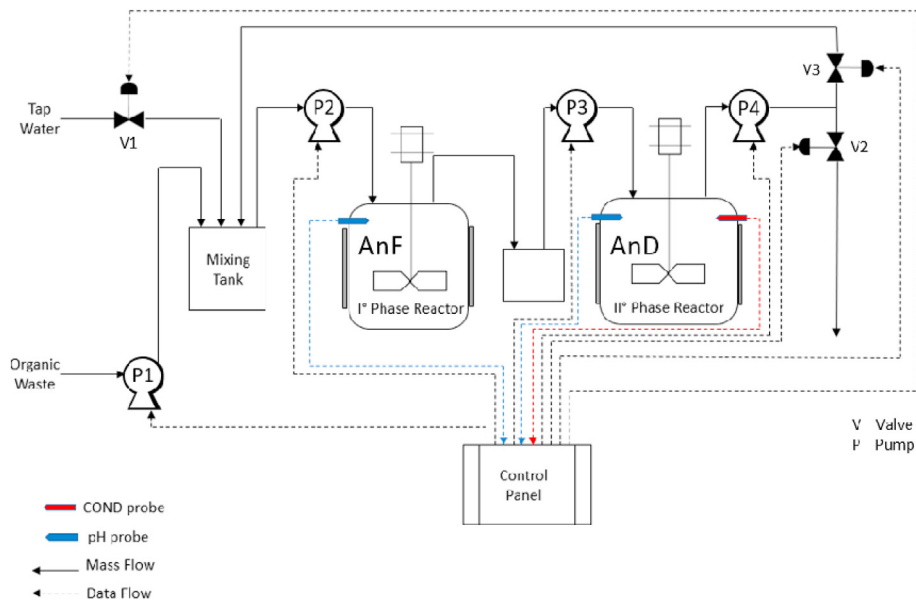 Tap
Water
V1
P2
P3
P4
V3
V2
AnF
I° Phase Reactor
AnD
II° Phase Reactor
Mixing
Tank
Organic
Waste
P1
Control
Panel
V Valve
P Pump
COND probe
pH probe
Mass Flow
Data Flow